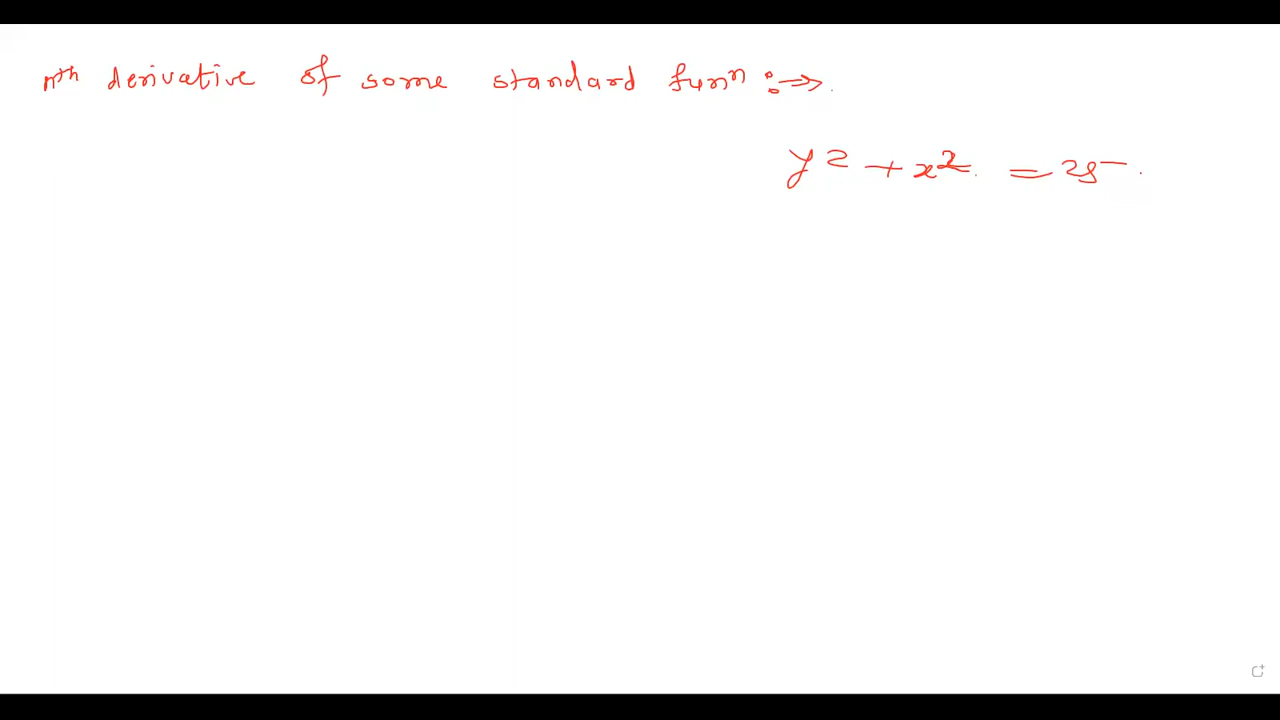 nth derivative of some standard funⁿ :→
y² + x² = 25